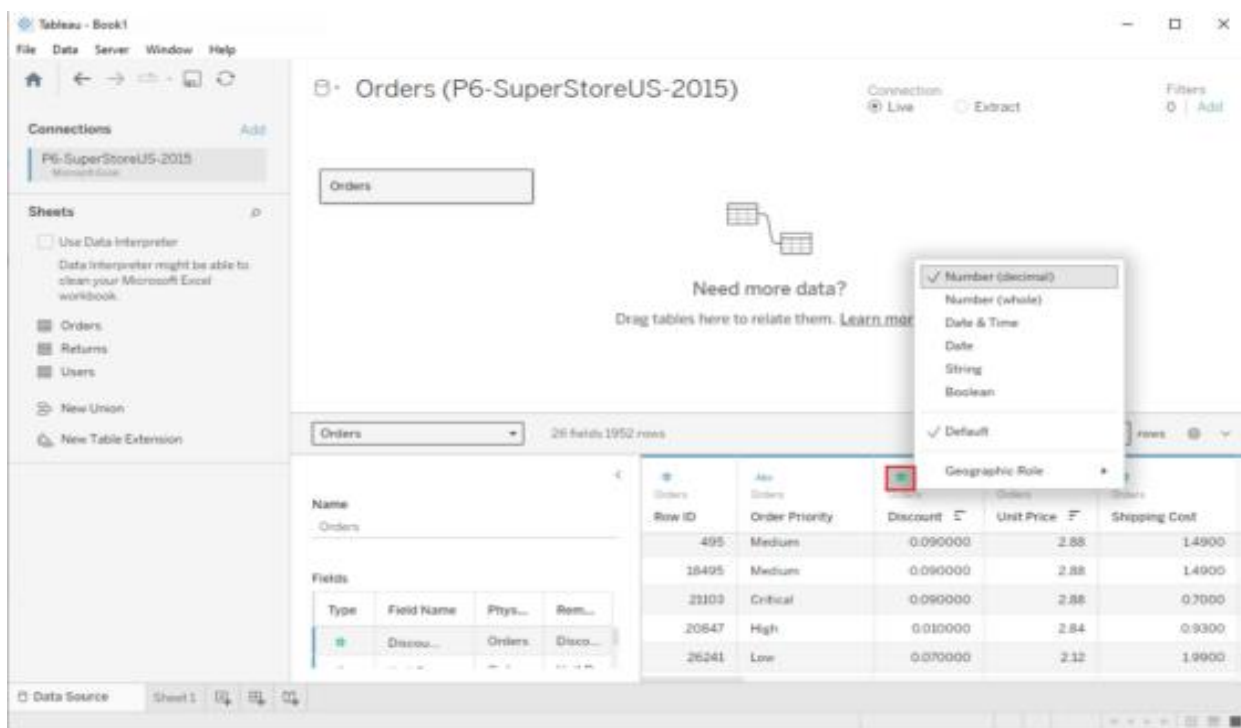 Tableau - Book1
File Data Server Window Help
Connections Add
P6-SuperStoreUS-2015
Microsoft Excel
Sheets
Use Data Interpreter
Data Interpreter might be able to
clean your Microsoft Excel
workbook.
Orders
Returns
Users
New Union
New Table Extension
Orders (P6-SuperStoreUS-2015)
Connection
Live Extract
Filters
0 | Add
Orders
Need more data?
Drag tables here to relate them. Learn mor
Number (decimal)
Number (whole)
Date & Time
Date
String
Boolean
Default
Geographic Role
Orders 26 fields 1952 rows rows
Name
Orders
Fields
Type Field Name Phys... Rem...
Discou... Orders Disco...
Abc
Orders Orders Orders Orders
Row ID Order Priority Discount Unit Price Shipping Cost
495 Medium 0.090000 2.88 1.4900
18495 Medium 0.090000 2.88 1.4900
21103 Critical 0.090000 2.88 0.7000
20847 High 0.010000 2.84 0.9300
26241 Low 0.070000 2.12 1.9900
Data Source Sheet 1